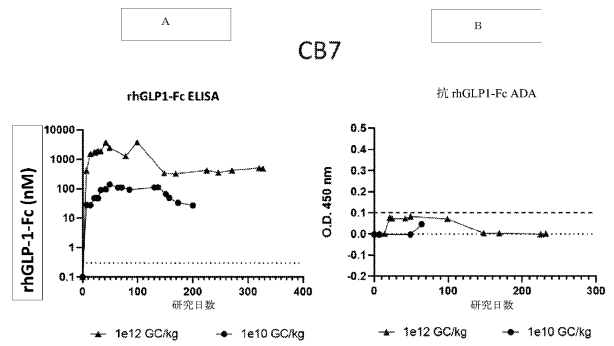 A
B
CB7
rhGLP1-Fc ELISA
抗 rhGLP1-Fc ADA
rhGLP-1-Fc (nM)
10000
1000
100
10
1
0.1
0
100
200
300
400
研究日数
O.D. 450 nm
0.5
0.4
0.3
0.2
0.1
0.0
-0.1
-0.2
0
100
200
300
研究日数
1e12 GC/kg
1e10 GC/kg
1e12 GC/kg
1e10 GC/kg